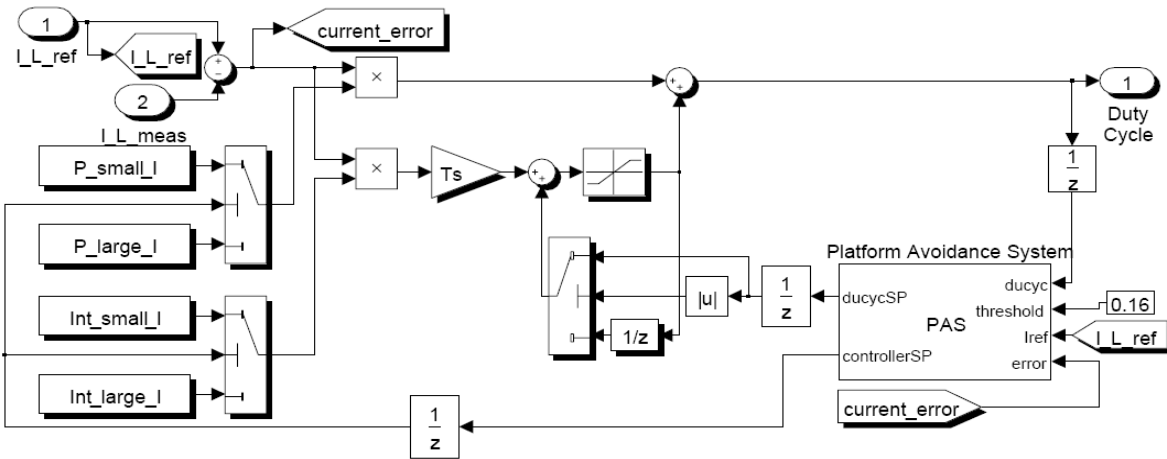 1
I_L_ref
I_L_ref
current_error
+
−
2
I_L_meas
×
1
Duty
Cycle
P_small_I
P_large_I
×
Ts
+
+
1
z
Int_small_I
Int_large_I
|u|
1/z
1
z
Platform Avoidance System
ducycSP
controllerSP
PAS
ducyc
threshold
Iref
error
0.16
I_L_ref
current_error
1
z